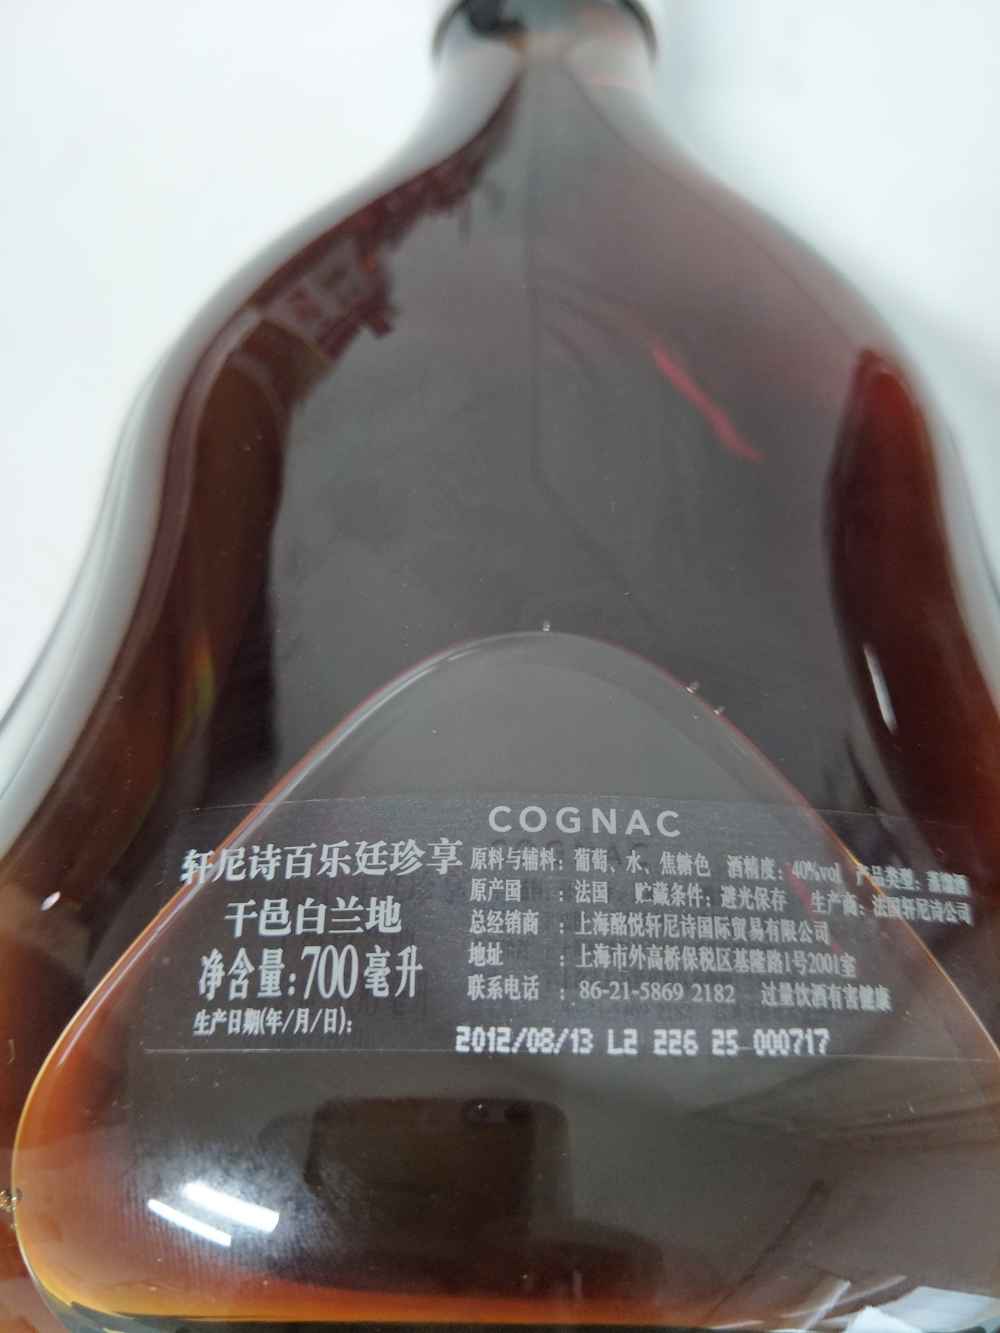 COGNAC
轩尼诗百乐廷珍享
干邑白兰地
净含量:700毫升
生产日期(年/月/日):
原料与辅料：葡萄、水、焦糖色 酒精度：40%vol 产品类型：蒸馏酒
原产国 ：法国 贮藏条件：避光保存 生产商：法国轩尼诗公司
总经销商 ：上海酩悦轩尼诗国际贸易有限公司
地址 ：上海市外高桥保税区基隆路1号2001室
联系电话 ：86-21-5869 2182 过量饮酒有害健康
2012/08/13 L2 226 25 000717